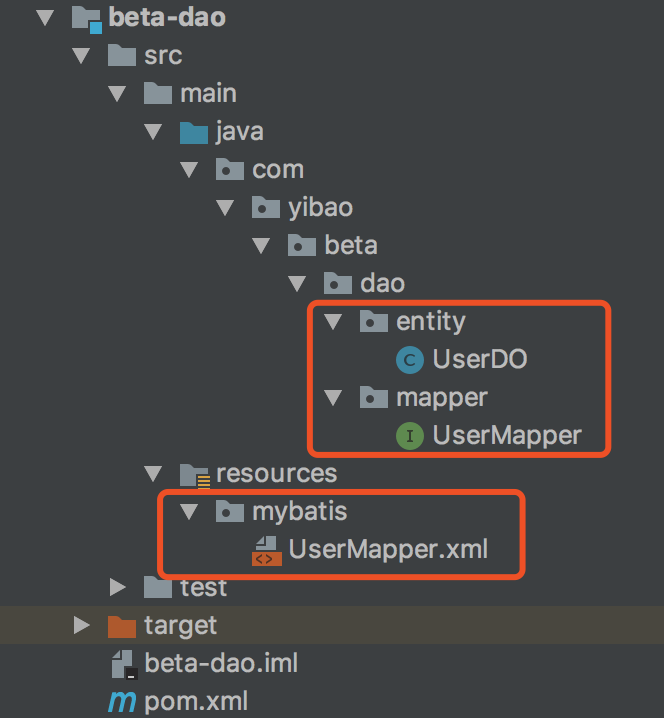 beta-dao
src
main
java
com
yibao
beta
dao
entity
UserDO
mapper
UserMapper
resources
mybatis
UserMapper.xml
test
target
beta-dao.iml
pom.xml